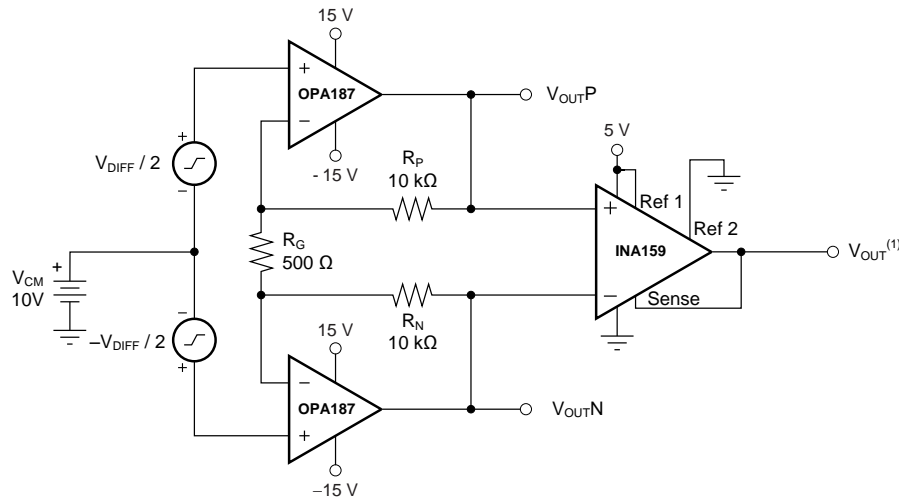 15 V
OPA187
+
−
- 15 V
V_OUTP
V_DIFF / 2
+
−
R_P
10 kΩ
5 V
Ref 1
Ref 2
+
−
INA159
Sense
V_OUT(1)
R_G
500 Ω
V_CM
10V
+
−
–V_DIFF / 2
+
R_N
10 kΩ
15 V
−
OPA187
+
–15 V
V_OUTN